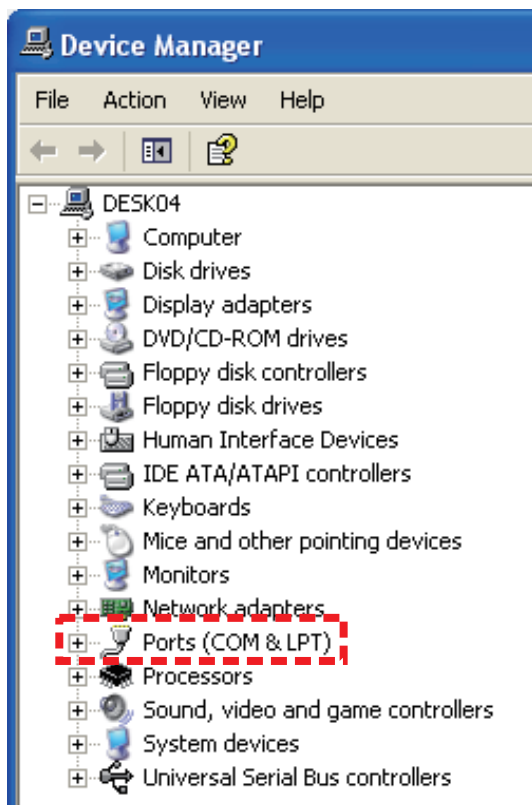 Device Manager
File Action View Help
DESK04
Computer
Disk drives
Display adapters
DVD/CD-ROM drives
Floppy disk controllers
Floppy disk drives
Human Interface Devices
IDE ATA/ATAPI controllers
Keyboards
Mice and other pointing devices
Monitors
Network adapters
Ports (COM & LPT)
Processors
Sound, video and game controllers
System devices
Universal Serial Bus controllers